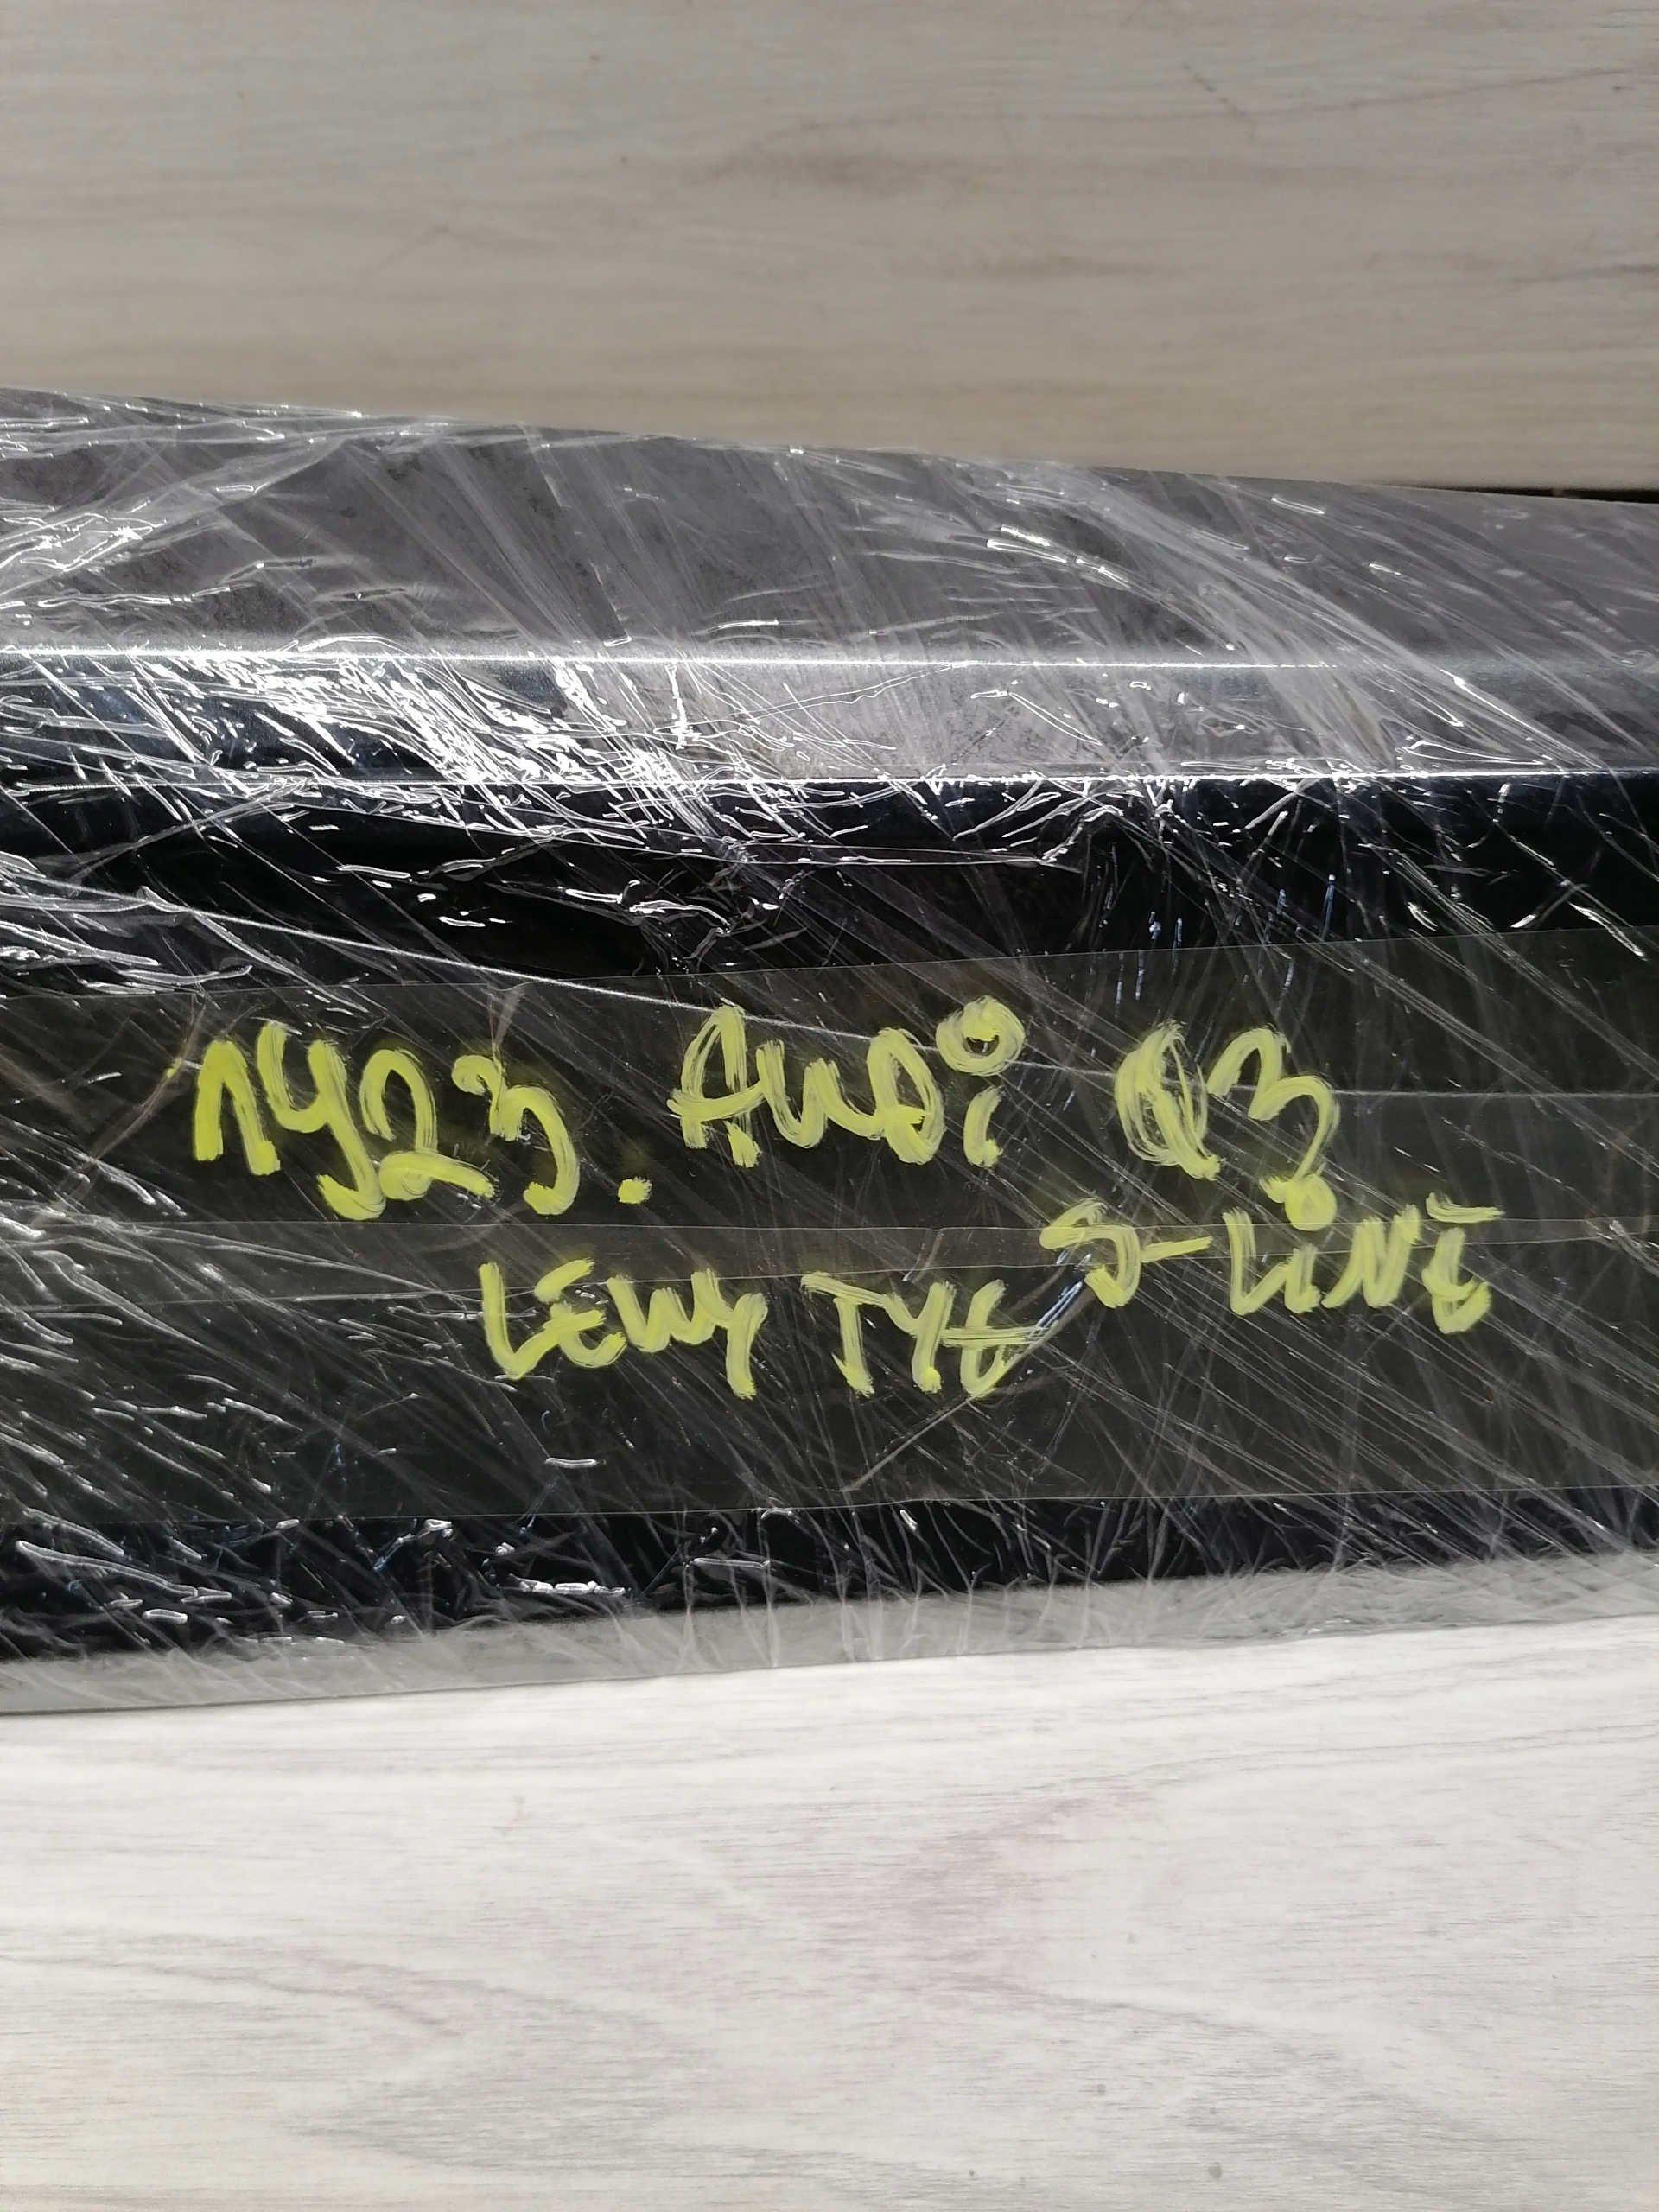 1423. AUDi Q3
LEWY TYŁ S-LiNE